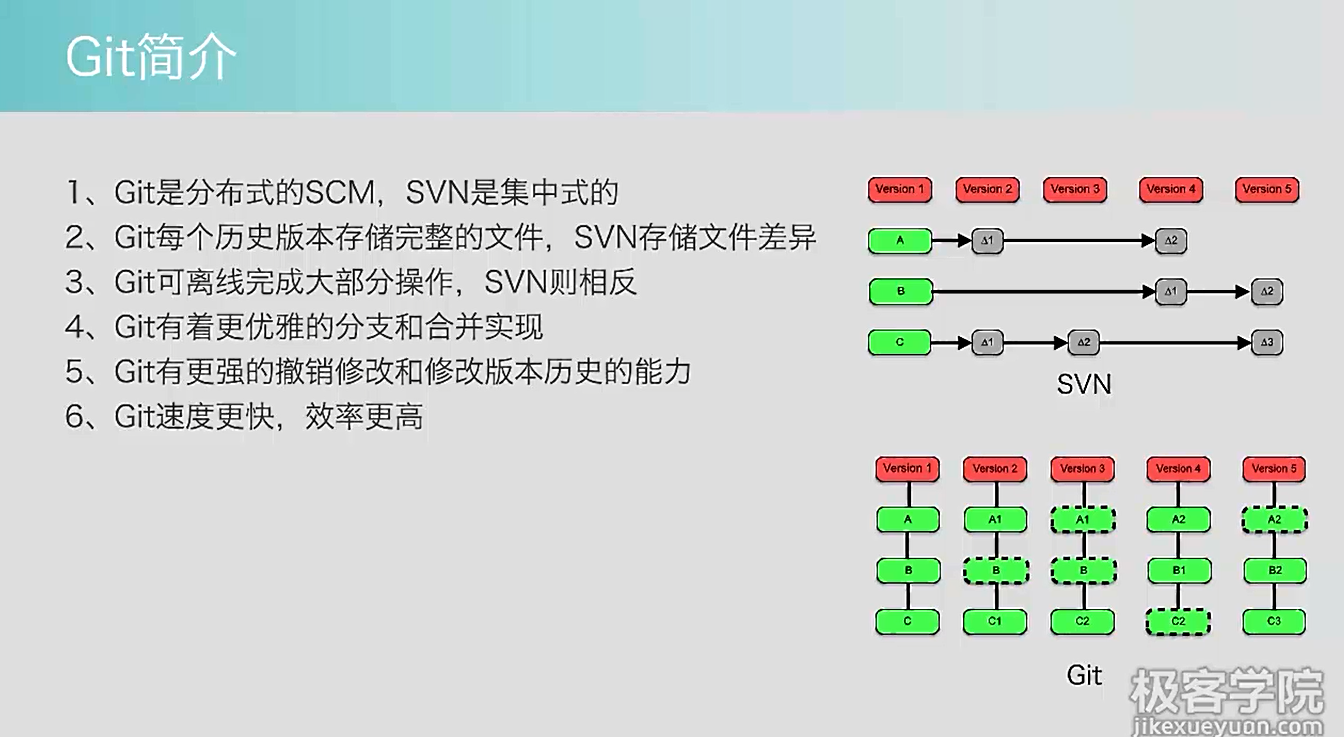 Git简介
1、Git是分布式的SCM，SVN是集中式的
2、Git每个历史版本存储完整的文件，SVN存储文件差异
3、Git可离线完成大部分操作，SVN则相反
4、Git有着更优雅的分支和合并实现
5、Git有更强的撤销修改和修改版本历史的能力
6、Git速度更快，效率更高
Version 1 Version 2 Version 3 Version 4 Version 5
A Δ1 Δ2
B Δ1 Δ2
C Δ1 Δ2 Δ3
SVN
Version 1 Version 2 Version 3 Version 4 Version 5
A A1 A1 A2 A2
B B B B1 B2
C C1 C2 C2 C3
Git
极客学院
jikexueyuan.com